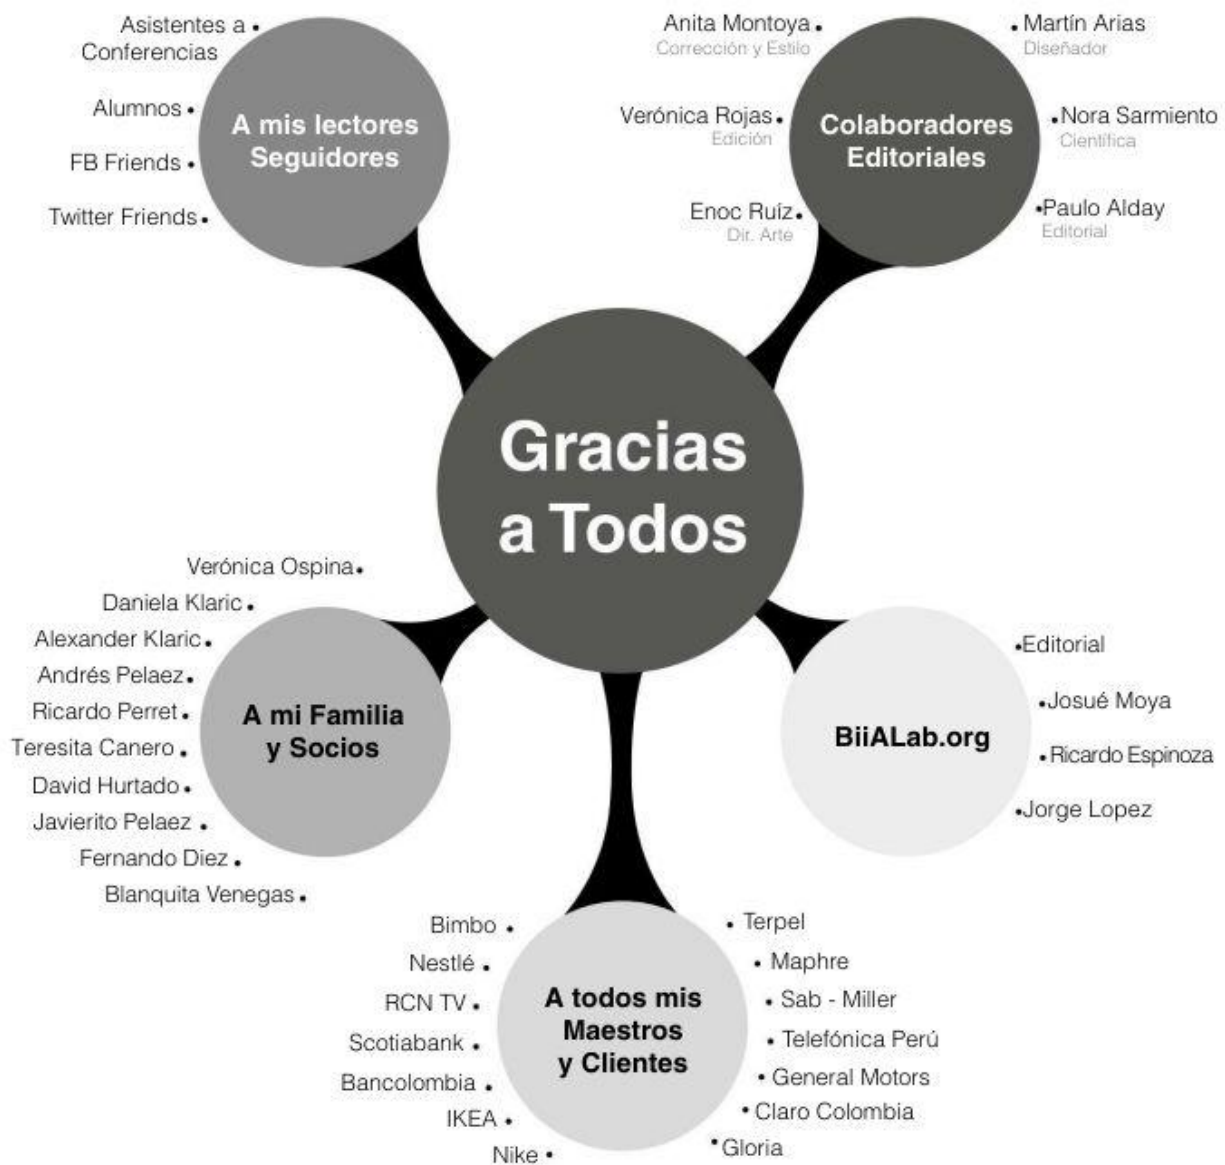 Asistentes a
Conferencias
Alumnos
FB Friends
Twitter Friends
A mis lectores
Seguidores
Anita Montoya
Corrección y Estilo
Verónica Rojas
Edición
Enoc Ruíz
Dir. Arte
Colaboradores
Editoriales
Martín Arias
Diseñador
Nora Sarmiento
Científica
Paulo Alday
Editorial
Gracias
a Todos
Verónica Ospina
Daniela Klaric
Alexander Klaric
Andrés Pelaez
Ricardo Perret
Teresita Canero
David Hurtado
Javierito Pelaez
Fernando Diez
Blanquita Venegas
A mi Familia
y Socios
BiiALab.org
Editorial
Josué Moya
Ricardo Espinoza
Jorge Lopez
Bimbo
Nestlé
RCN TV
Scotiabank
Bancolombia
IKEA
Nike
A todos mis
Maestros
y Clientes
Terpel
Maphre
Sab - Miller
Telefónica Perú
General Motors
Claro Colombia
Gloria